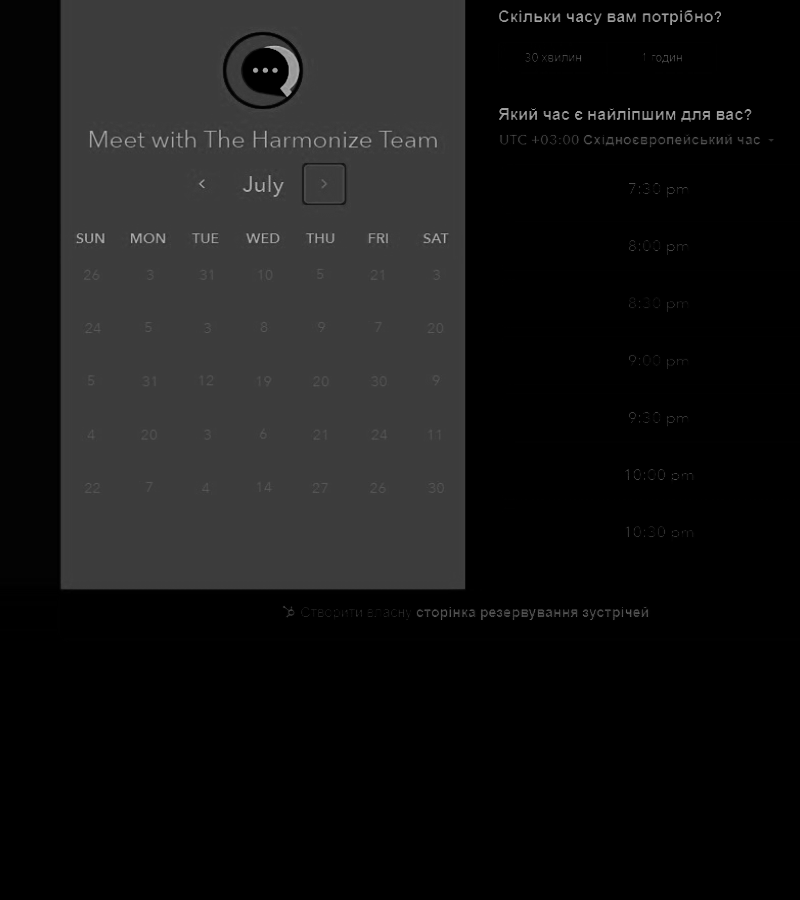 Meet with The Harmonize Team
July
SUN MON TUE WED THU FRI SAT
26 3 31 10 5 21 3
24 5 3 8 9 7 20
5 31 12 19 20 30 9
4 20 3 6 21 24 11
22 7 4 14 27 26 30
Скільки часу вам потрібно?
30 хвилин 1 годин
Який час є найліпшим для вас?
UTC +03:00 Східноєвропейський час
7:30 pm
8:00 pm
8:30 pm
9:00 pm
9:30 pm
10:00 pm
10:30 pm
Створити власну сторінка резервування зустрічей